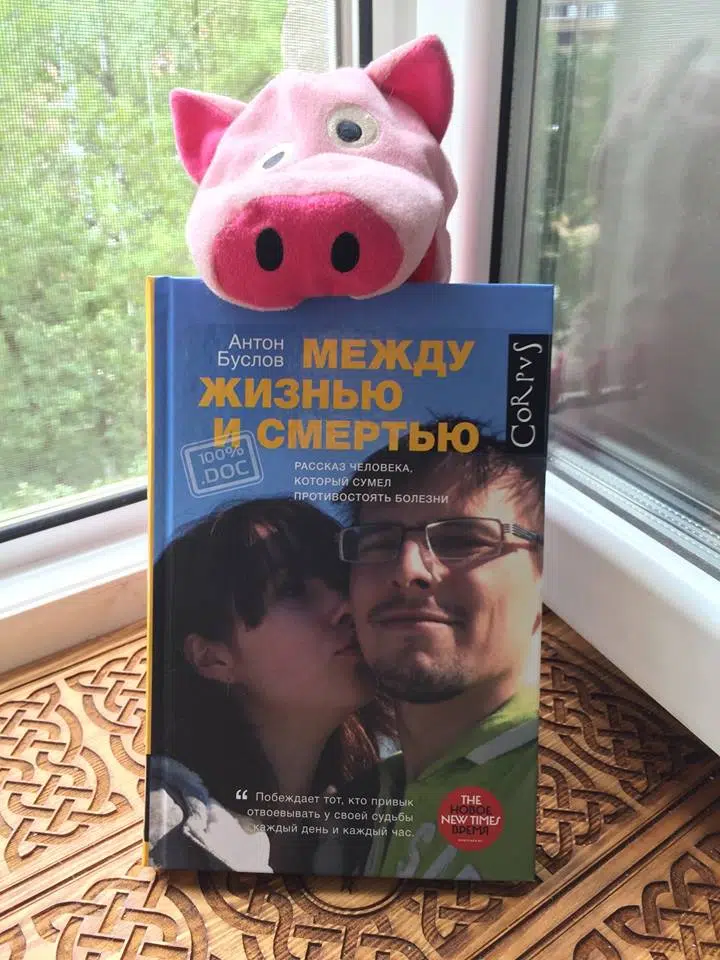 Антон
Буслов
МЕЖДУ
ЖИЗНЬЮ
И СМЕРТЬЮ
CoRpvS
100%
.DOC
РАССКАЗ ЧЕЛОВЕКА,
КОТОРЫЙ СУМЕЛ
ПРОТИВОСТОЯТЬ БОЛЕЗНИ
“ Побеждает тот, кто привык
отвоевывать у своей судьбы
каждый день и каждый час.
THE
НОВОЕ
NEW TIMES
ВРЕМЯ